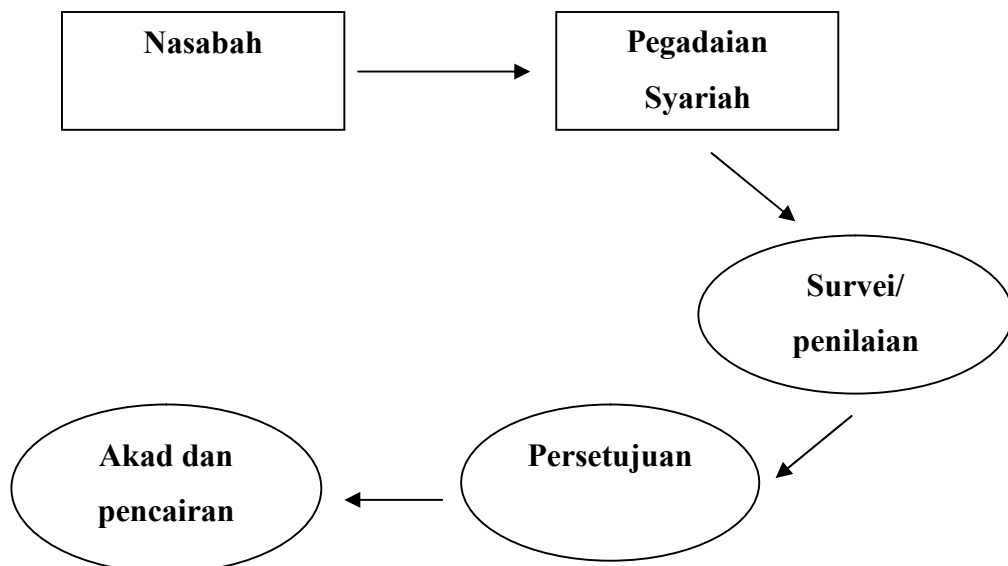 Nasabah
Pegadaian
Syariah
Survei/
penilaian
Persetujuan
Akad dan
pencairan